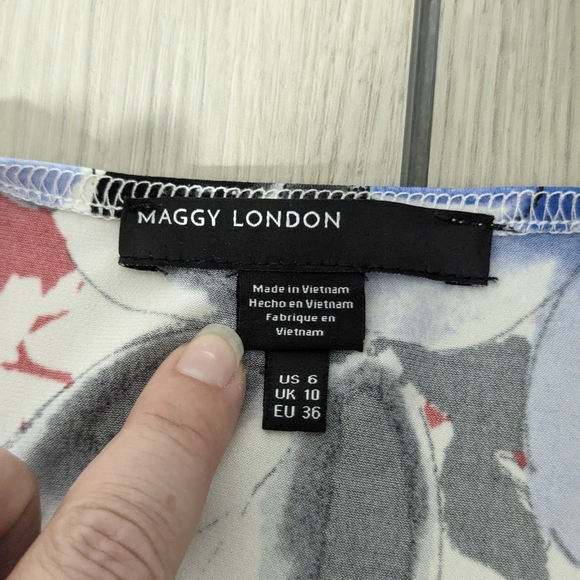 MAGGY LONDON
Made in Vietnam
Hecho en Vietnam
Fabrique en
Vietnam
US 6
UK 10
EU 36